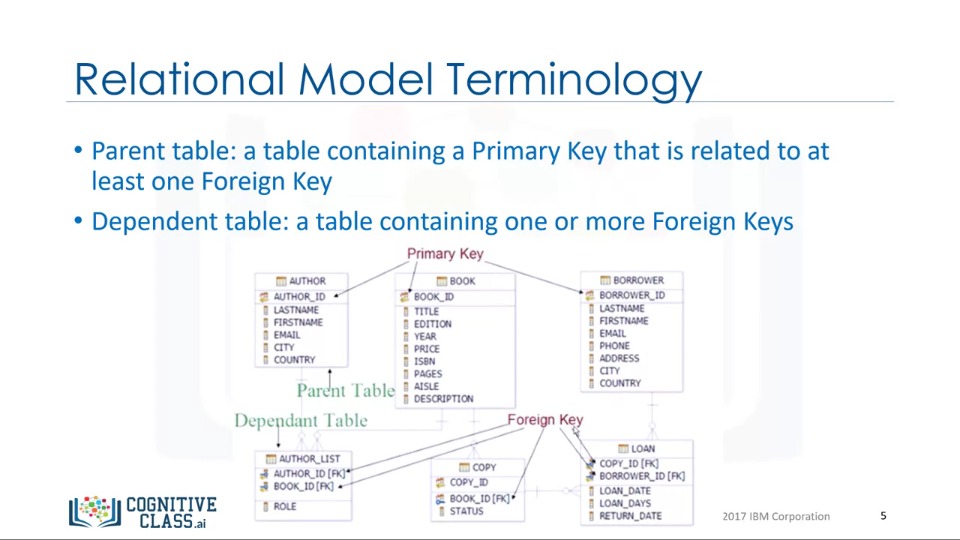 Relational Model Terminology
• Parent table: a table containing a Primary Key that is related to at
least one Foreign Key
• Dependent table: a table containing one or more Foreign Keys
Primary Key
AUTHOR
AUTHOR_ID
LASTNAME
FIRSTNAME
EMAIL
CITY
COUNTRY
BOOK
BOOK_ID
TITLE
EDITION
YEAR
PRICE
ISBN
PAGES
AISLE
DESCRIPTION
BORROWER
BORROWER_ID
LASTNAME
FIRSTNAME
EMAIL
PHONE
ADDRESS
CITY
COUNTRY
Parent Table
Dependant Table
Foreign Key
AUTHOR_LIST
AUTHOR_ID [FK]
BOOK_ID [FK]
ROLE
COPY
COPY_ID
BOOK_ID [FK]
STATUS
LOAN
COPY_ID [FK]
BORROWER_ID [FK]
LOAN_DATE
LOAN_DAYS
RETURN_DATE
COGNITIVE
CLASS.ai
2017 IBM Corporation
5